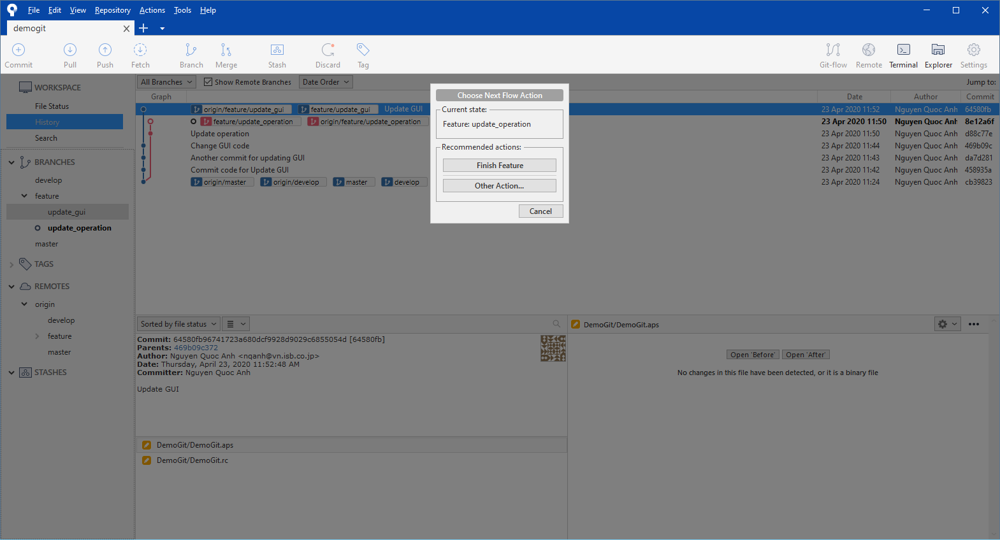 File Edit View Repository Actions Tools Help
demogit
Commit Pull Push Fetch Branch Merge Stash Discard Tag Git-flow Remote Terminal Explorer Settings
WORKSPACE
File Status
History
Search
BRANCHES
develop
feature
update_gui
update_operation
master
TAGS
REMOTES
origin
develop
feature
master
STASHES
All Branches Show Remote Branches Date Order Jump to:
Graph Date Author Commit
origin/feature/update_gui feature/update_gui Update GUI 23 Apr 2020 11:52 Nguyen Quoc Anh 64580fb
feature/update_operation origin/feature/update_operation 23 Apr 2020 11:50 Nguyen Quoc Anh 8e12a6f
Update operation 23 Apr 2020 11:50 Nguyen Quoc Anh d88c77e
Change GUI code 23 Apr 2020 11:44 Nguyen Quoc Anh 469b09c
Another commit for updating GUI 23 Apr 2020 11:43 Nguyen Quoc Anh da7d281
Commit code for Update GUI 23 Apr 2020 11:42 Nguyen Quoc Anh 458935a
origin/master origin/develop master develop 23 Apr 2020 11:24 Nguyen Quoc Anh cb39823
Choose Next Flow Action
Current state:
Feature: update_operation
Recommended actions:
Finish Feature
Other Action...
Cancel
Sorted by file status
Commit: 64580fb96741723a680dcf9928d9029c6855054d [64580fb]
Parents: 469b09c372
Author: Nguyen Quoc Anh <nqanh@vn.isb.co.jp>
Date: Thursday, April 23, 2020 11:52:48 AM
Committer: Nguyen Quoc Anh
Update GUI
DemoGit/DemoGit.aps
DemoGit/DemoGit.rc
DemoGit/DemoGit.aps
Open 'Before' Open 'After'
No changes in this file have been detected, or it is a binary file